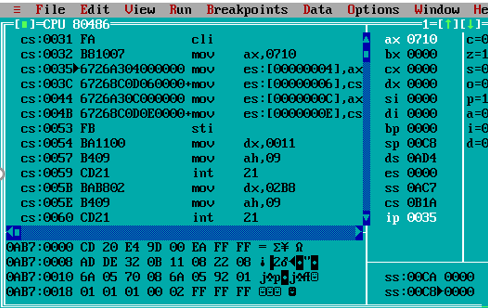 ≡ File Edit View Run Breakpoints Data Options Window He
[■]=CPU 80486 1=[↑][↓]
cs:0031 FA cli ax 0710 c=0
cs:0032 B81007 mov ax,0710 bx 0000 z=1
cs:0035►6726A304000000 mov es:[00000004],ax cx 0000 s=0
cs:003C 67268C0D060000+mov es:[00000006],cs dx 0000 o=0
cs:0044 6726A30C000000 mov es:[0000000C],ax si 0000 p=1
cs:004B 67268C0D0E0000+mov es:[0000000E],cs di 0000 a=0
cs:0053 FB sti bp 0000 i=0
cs:0054 BA1100 mov dx,0011 sp 00C8 d=0
cs:0057 B409 mov ah,09 ds 0AD4
cs:0059 CD21 int 21 es 0000
cs:005B BAB802 mov dx,02B8 ss 0AC7
cs:005E B409 mov ah,09 cs 0B1A
cs:0060 CD21 int 21 ip 0035
0AB7:0000 CD 20 E4 9D 00 EA FF FF
0AB7:0008 AD DE 32 0B 11 08 22 08
0AB7:0010 6A 05 70 08 6A 05 92 01 ss:00CA 0000
0AB7:0018 01 01 01 00 02 FF FF FF ss:00C8►0000